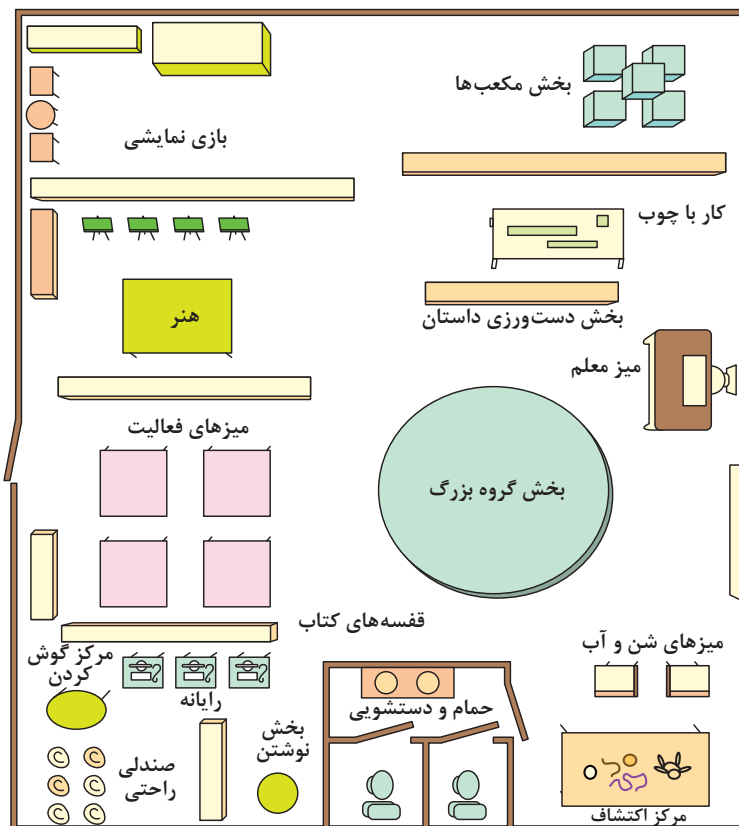 بخش مکعب‌ها
بازی نمایشی
کار با چوب
هنر
بخش دست‌ورزی داستان
میز معلم
میزهای فعالیت
بخش گروه بزرگ
قفسه‌های کتاب
میزهای شن و آب
مرکز گوش
کردن
رایانه
حمام و دستشویی
بخش
نوشتن
صندلی
راحتی
مرکز اکتشاف